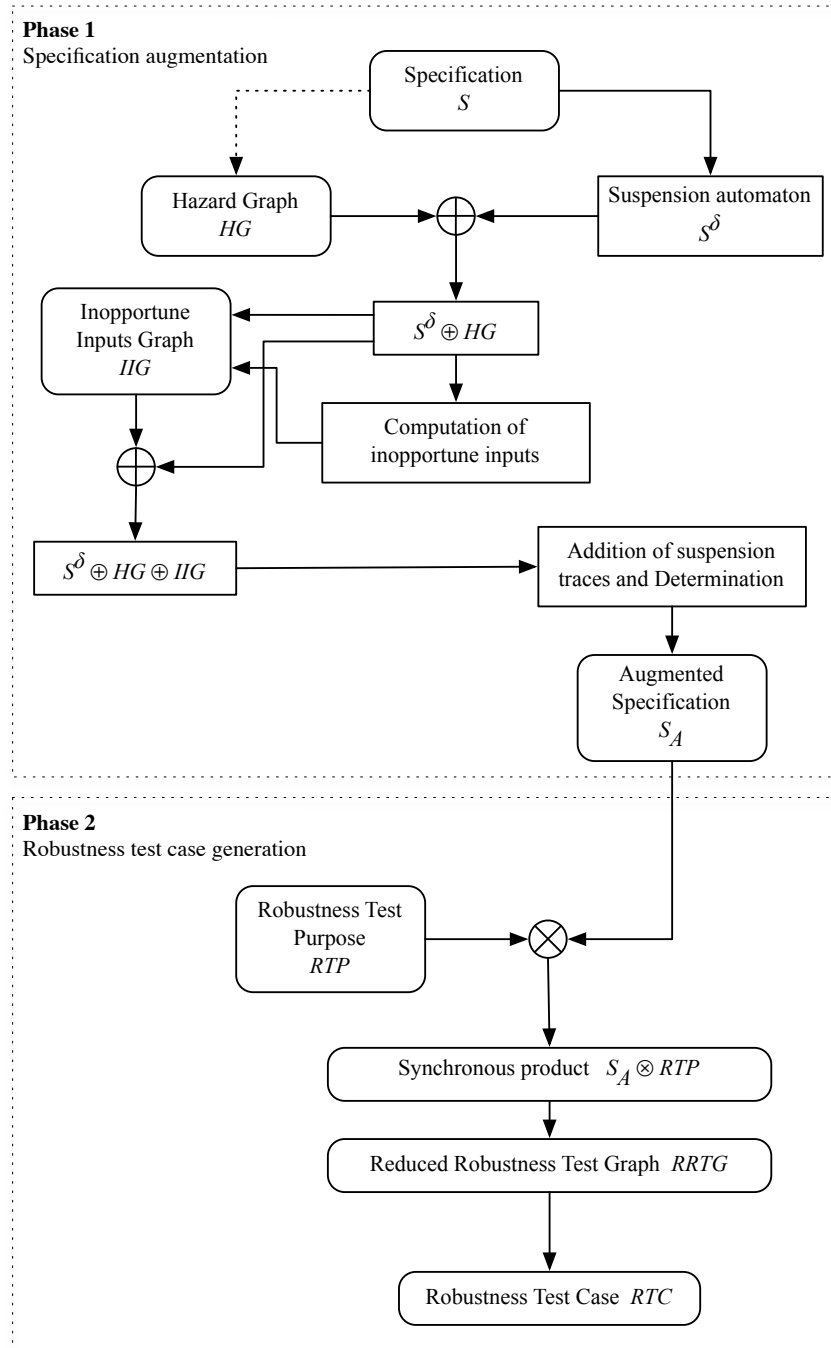 Phase 1
Specification augmentation
Specification
S
Hazard Graph
HG
Suspension automaton
S^δ
Inopportune
Inputs Graph
IIG
S^δ ⊕ HG
Computation of
inopportune inputs
S^δ ⊕ HG ⊕ IIG
Addition of suspension
traces and Determination
Augmented
Specification
S_A
Phase 2
Robustness test case generation
Robustness Test
Purpose
RTP
Synchronous product S_A ⊗ RTP
Reduced Robustness Test Graph RRTG
Robustness Test Case RTC